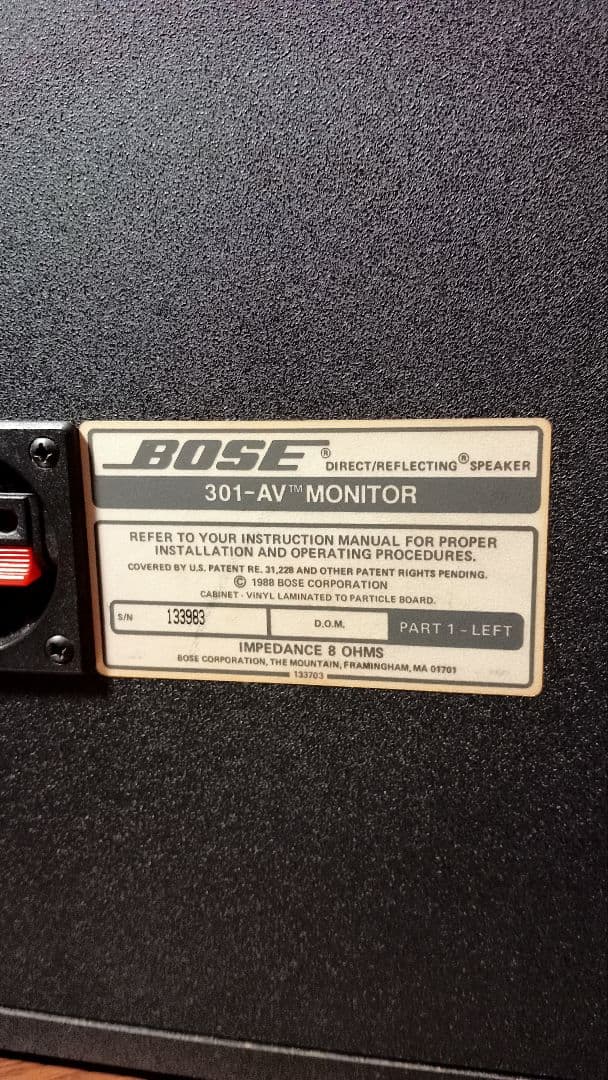 BOSE® DIRECT/REFLECTING® SPEAKER
301-AV™ MONITOR
REFER TO YOUR INSTRUCTION MANUAL FOR PROPER
INSTALLATION AND OPERATING PROCEDURES.
COVERED BY U.S. PATENT RE. 31,228 AND OTHER PATENT RIGHTS PENDING.
© 1988 BOSE CORPORATION
CABINET - VINYL LAMINATED TO PARTICLE BOARD.
S/N 133983 D.O.M. PART 1 - LEFT
IMPEDANCE 8 OHMS
BOSE CORPORATION, THE MOUNTAIN, FRAMINGHAM, MA 01701
133703